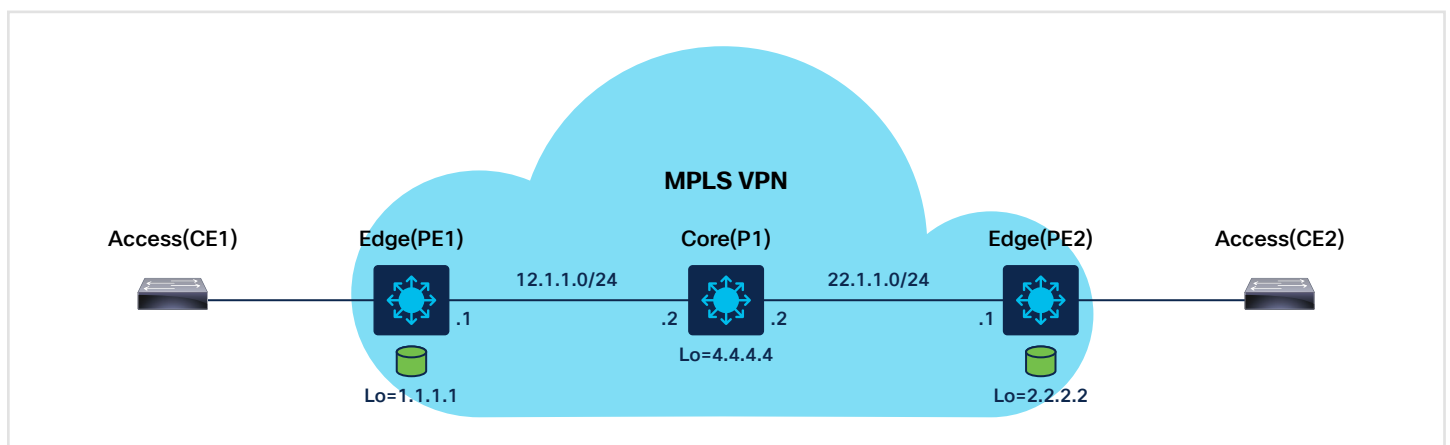 MPLS VPN
Access(CE1)
Edge(PE1)
Core(P1)
Edge(PE2)
Access(CE2)
12.1.1.0/24
22.1.1.0/24
.1
.2
.2
.1
Lo=4.4.4.4
Lo=1.1.1.1
Lo=2.2.2.2